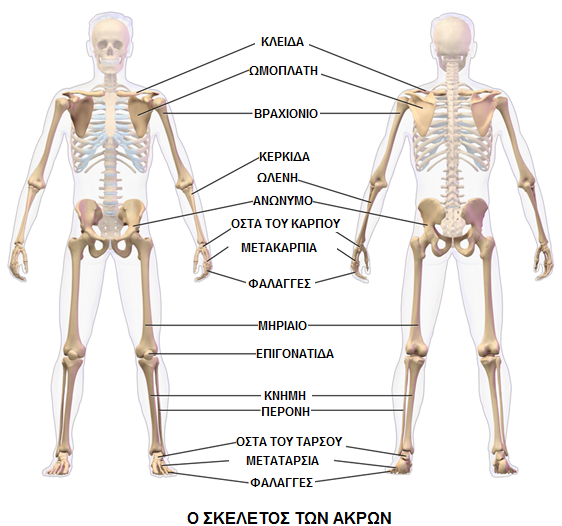 ΚΛΕΙΔΑ
ΩΜΟΠΛΑΤΗ
ΒΡΑΧΙΟΝΙΟ
ΚΕΡΚΙΔΑ
ΩΛΕΝΗ
ΑΝΩΝΥΜΟ
ΟΣΤΑ ΤΟΥ ΚΑΡΠΟΥ
ΜΕΤΑΚΑΡΠΙΑ
ΦΑΛΑΓΓΕΣ
ΜΗΡΙΑΙΟ
ΕΠΙΓΟΝΑΤΙΔΑ
ΚΝΗΜΗ
ΠΕΡΟΝΗ
ΟΣΤΑ ΤΟΥ ΤΑΡΣΟΥ
ΜΕΤΑΤΑΡΣΙΑ
ΦΑΛΑΓΓΕΣ
Ο ΣΚΕΛΕΤΟΣ ΤΩΝ ΑΚΡΩΝ